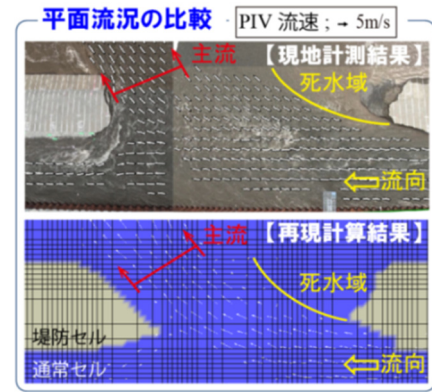 平面流況の比較
PIV 流速 ; → 5m/s
【現地計測結果】
主流
死水域
流向
【再現計算結果】
主流
死水域
堤防セル
通常セル
流向